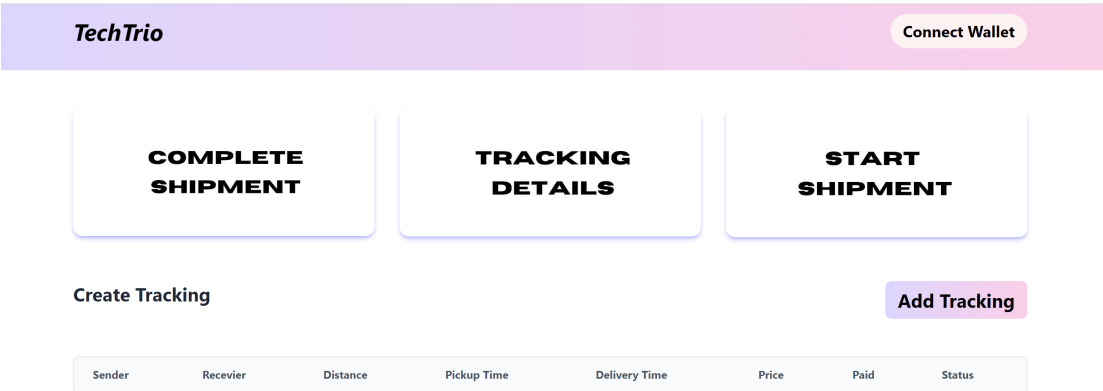 TechTrio
Connect Wallet
COMPLETE
SHIPMENT
TRACKING
DETAILS
START
SHIPMENT
Create Tracking
Add Tracking
Sender Recevier Distance Pickup Time Delivery Time Price Paid Status